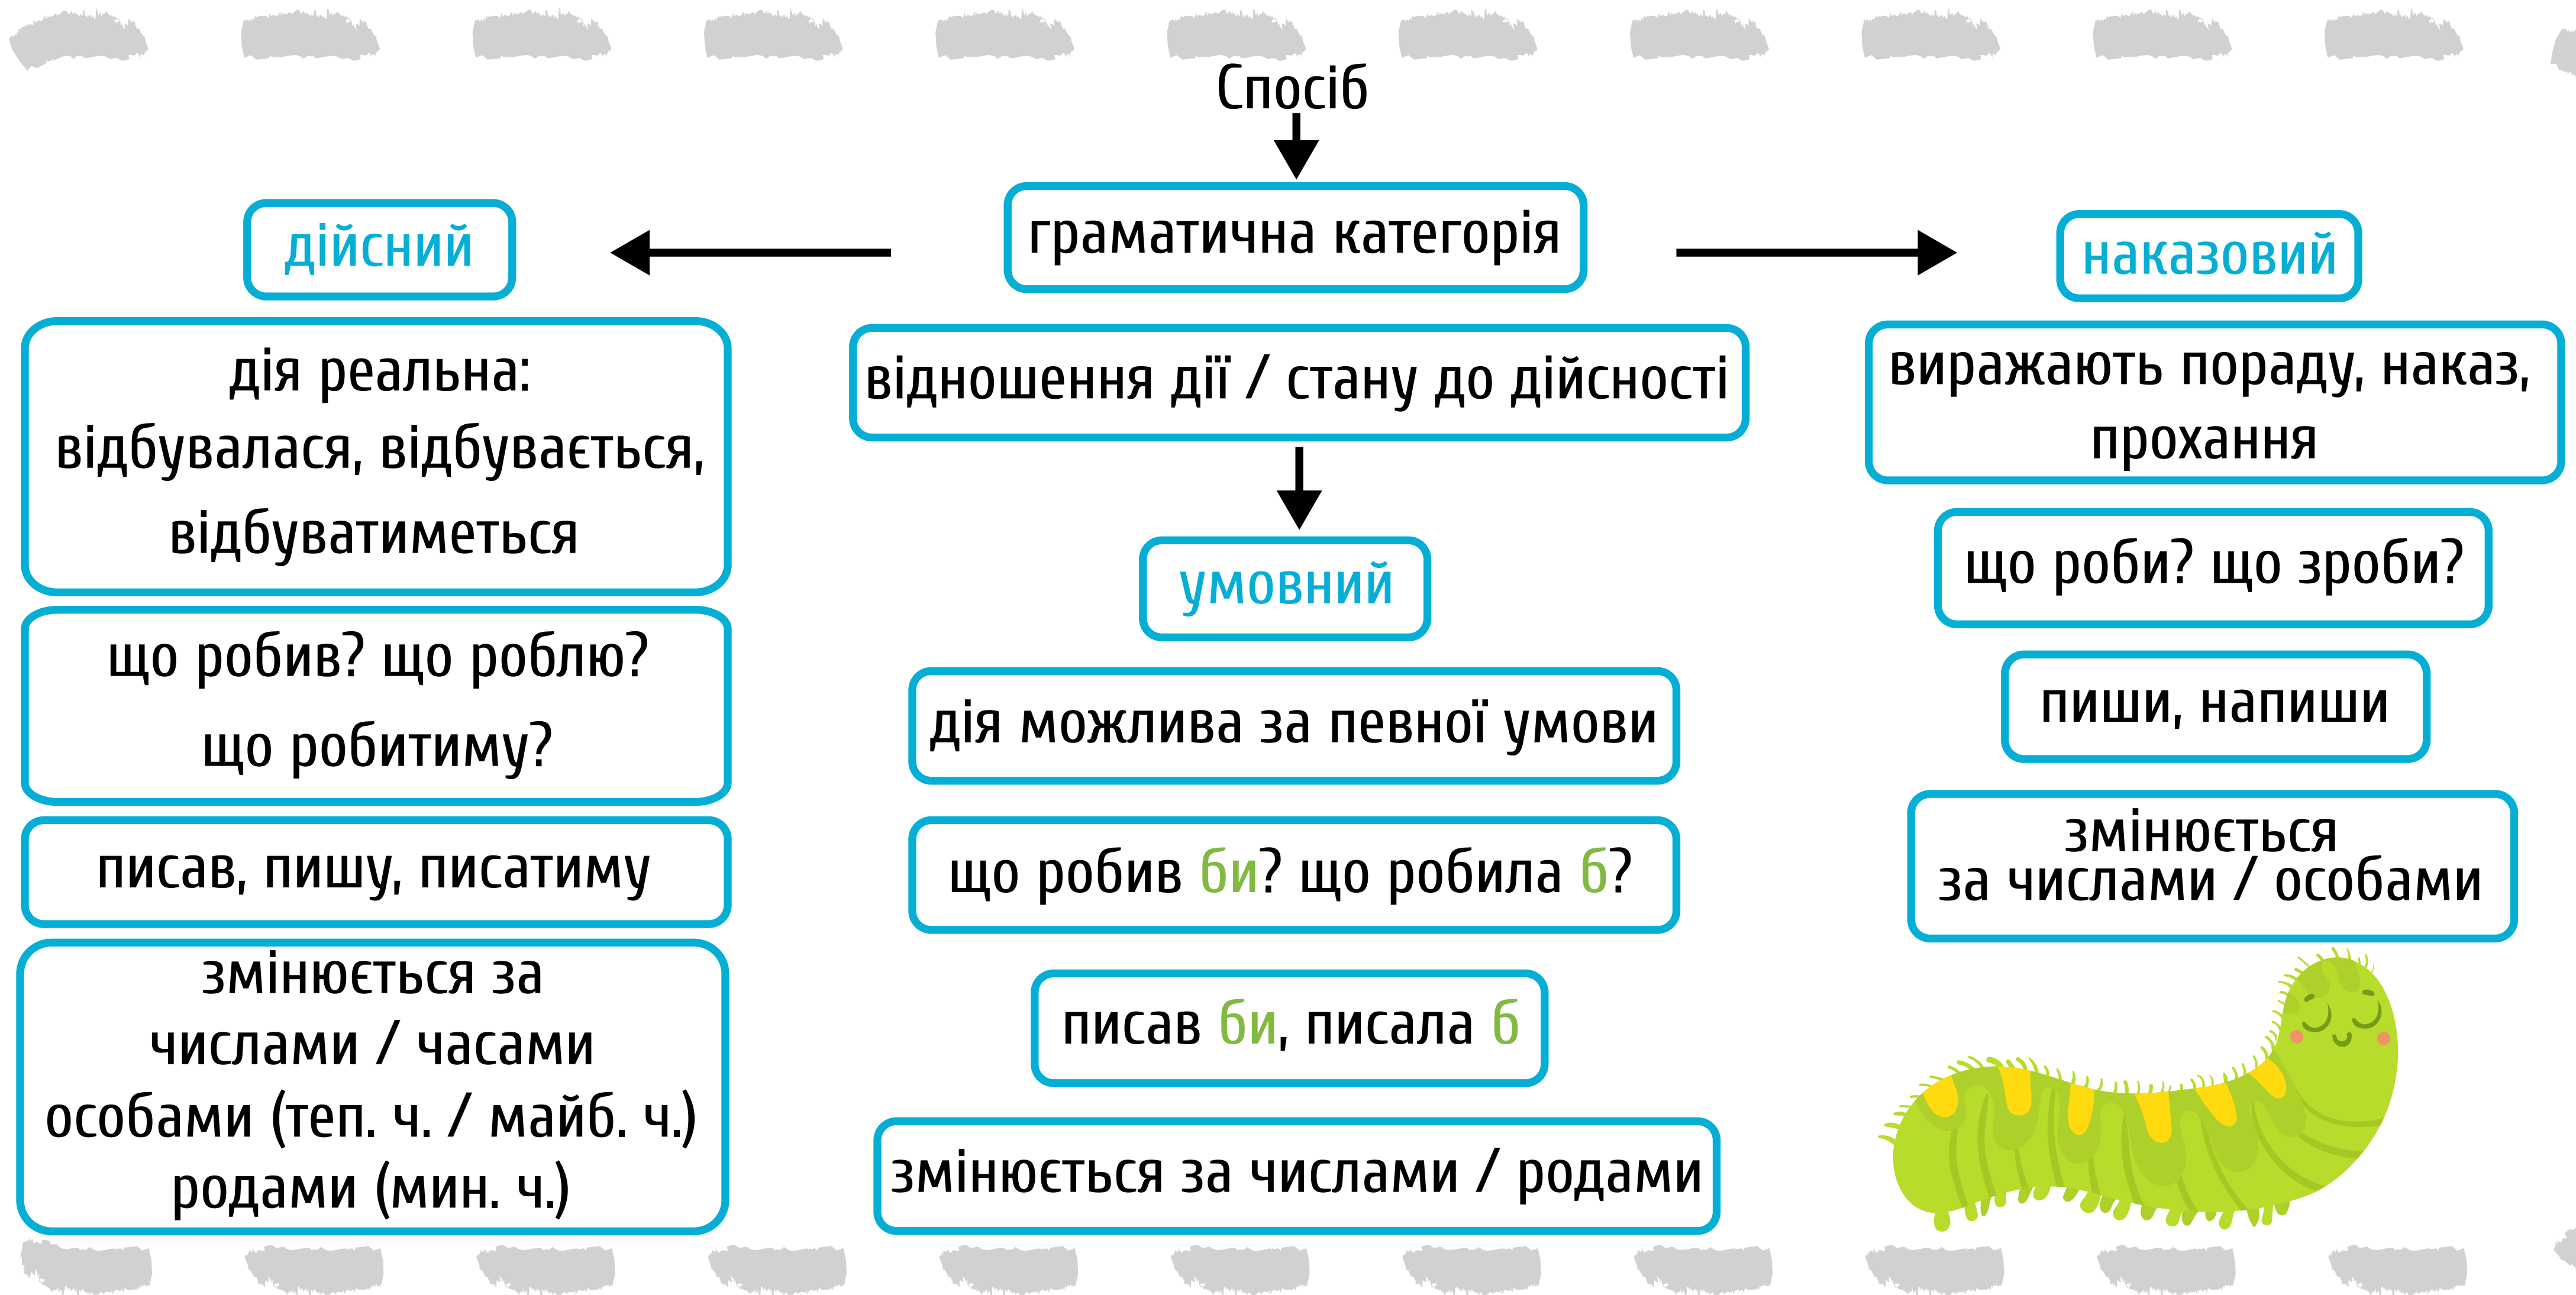 Спосіб
граматична категорія
відношення дії / стану до дійсності
дійсний
дія реальна:
відбувалася, відбувається,
відбуватиметься
що робив? що роблю?
що робитиму?
писав, пишу, писатиму
змінюється за
числами / часами
особами (теп. ч. / майб. ч.)
родами (мин. ч.)
умовний
дія можлива за певної умови
що робив би? що робила б?
писав би, писала б
змінюється за числами / родами
наказовий
виражають пораду, наказ,
прохання
що роби? що зроби?
пиши, напиши
змінюється
за числами / особами